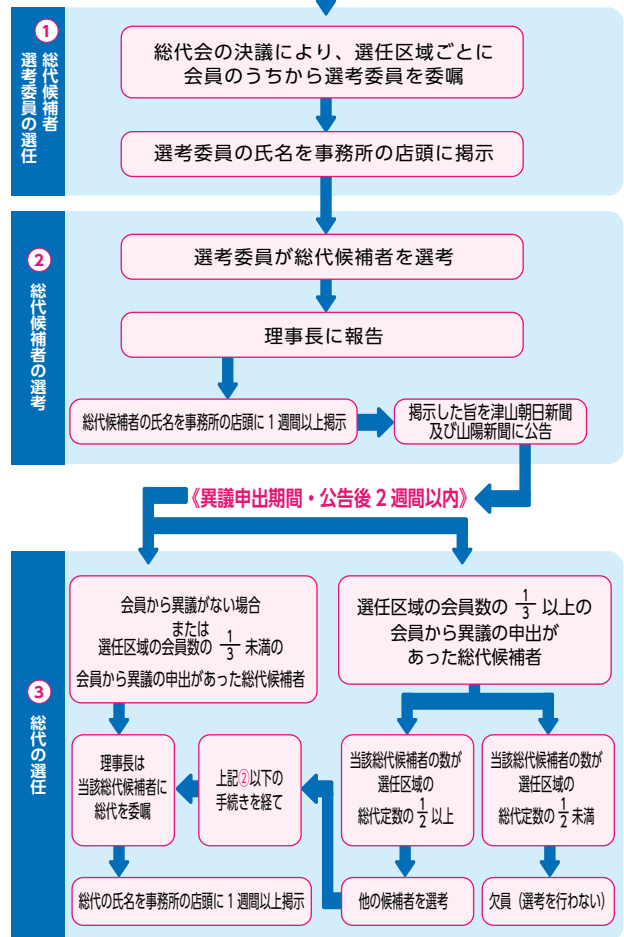 ①
総代候補者
選考委員の選任
総代会の決議により、選任区域ごとに
会員のうちから選考委員を委嘱
選考委員の氏名を事務所の店頭に掲示
②
総代候補者の選考
選考委員が総代候補者を選考
理事長に報告
総代候補者の氏名を事務所の店頭に1週間以上掲示
掲示した旨を津山朝日新聞
及び山陽新聞に公告
《異議申出期間・公告後2週間以内》
③
総代の選任
会員から異議がない場合
または
選任区域の会員数の 1/3 未満の
会員から異議の申出があった総代候補者
選任区域の会員数の 1/3 以上の
会員から異議の申出が
あった総代候補者
理事長は
当該総代候補者に
総代を委嘱
上記②以下の
手続きを経て
当該総代候補者の数が
選任区域の
総代定数の 1/2 以上
当該総代候補者の数が
選任区域の
総代定数の 1/2 未満
総代の氏名を事務所の店頭に1週間以上掲示
他の候補者を選考
欠員（選考を行わない）